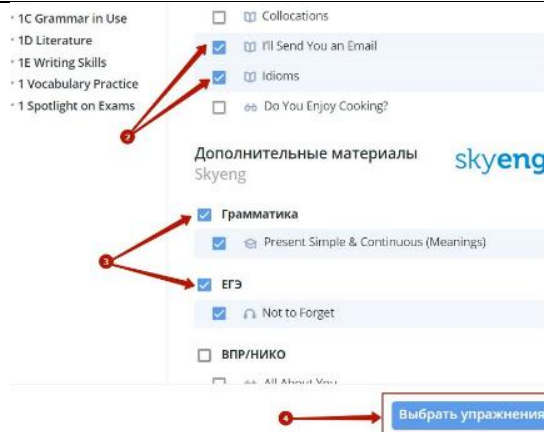 1C Grammar in Use
1D Literature
1E Writing Skills
1 Vocabulary Practice
1 Spotlight on Exams
Collocations
I'll Send You an Email
Idioms
Do You Enjoy Cooking?
2
Дополнительные материалы
Skyeng
skyeng
Грамматика
Present Simple & Continuous (Meanings)
3
ЕГЭ
Not to Forget
ВПР/НИКО
All About You
4
Выбрать упражнения